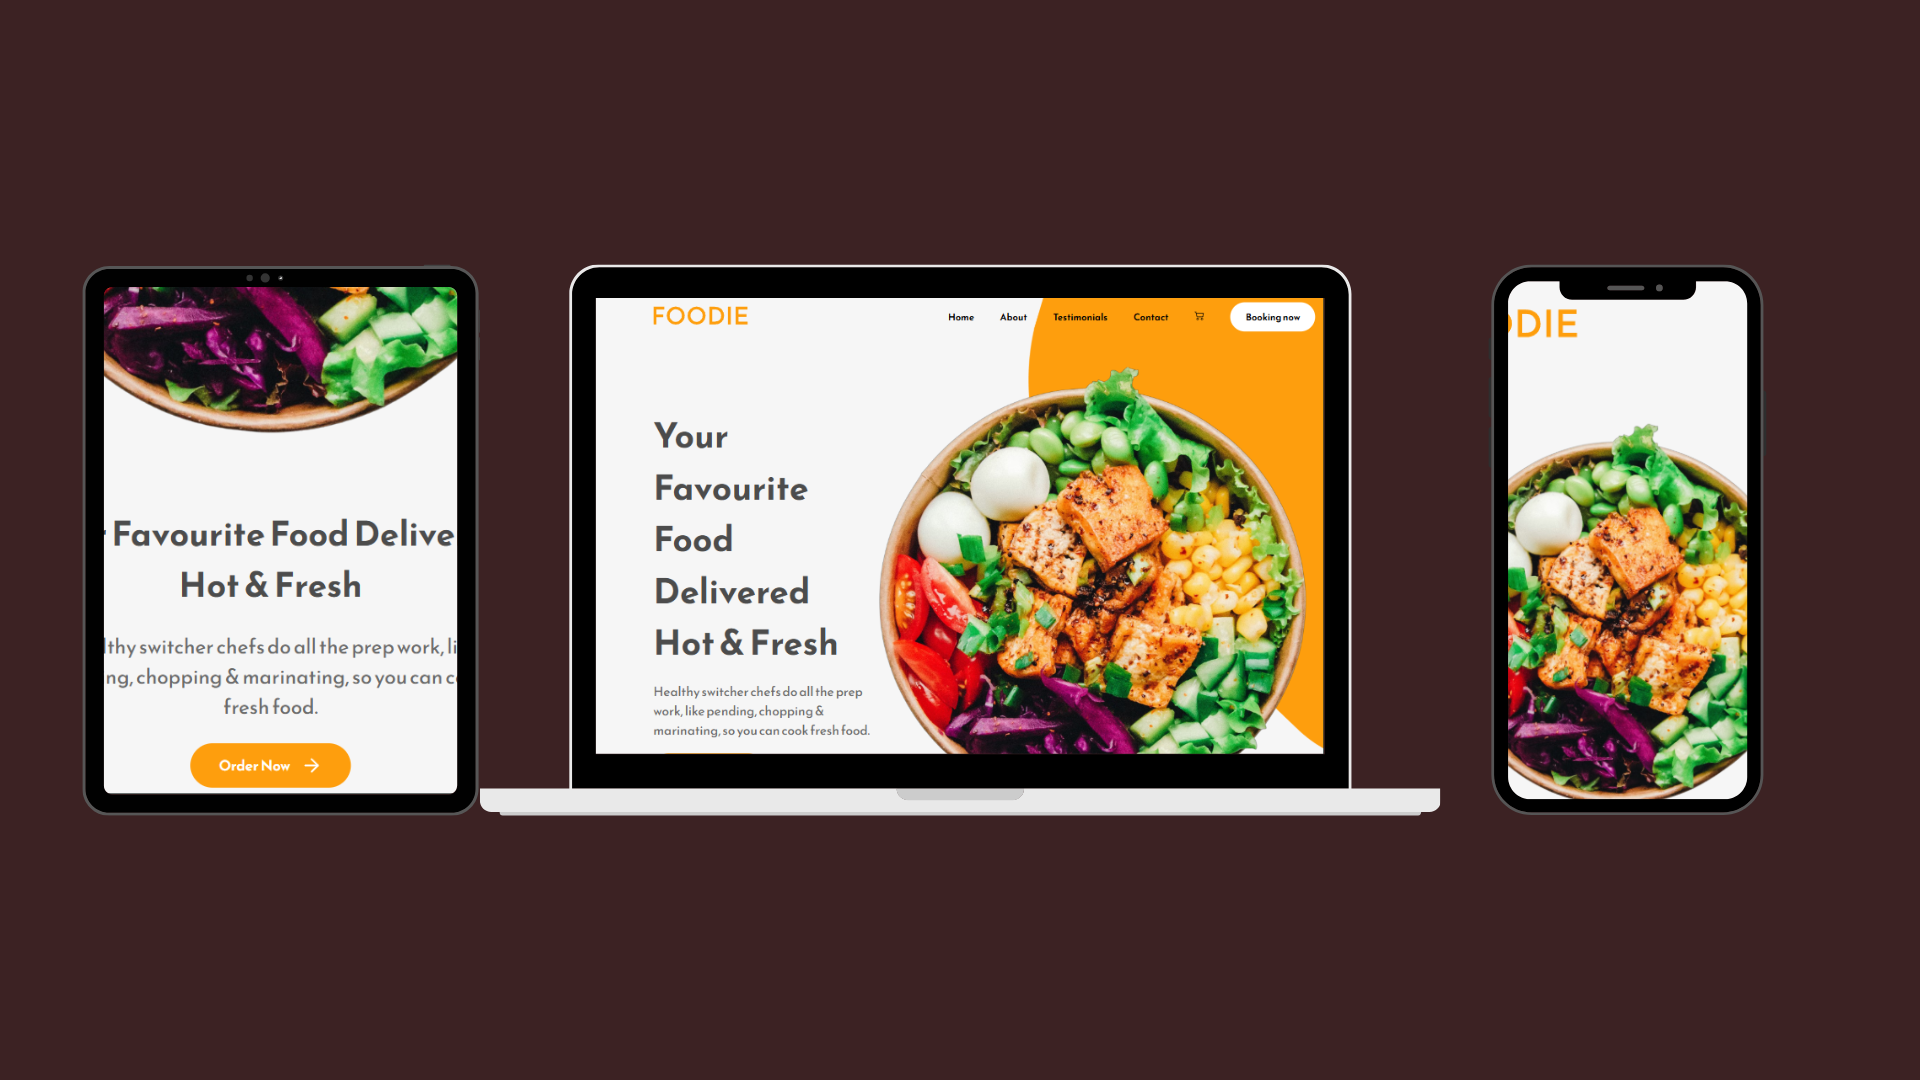 Favourite Food Delive
Hot & Fresh
lthy switcher chefs do all the prep work, li
ng, chopping & marinating, so you can c
fresh food.
Order Now
FOODIE
Home About Testimonials Contact Booking now
Your
Favourite
Food
Delivered
Hot & Fresh
Healthy switcher chefs do all the prep
work, like pending, chopping &
marinating, so you can cook fresh food.
ODIE